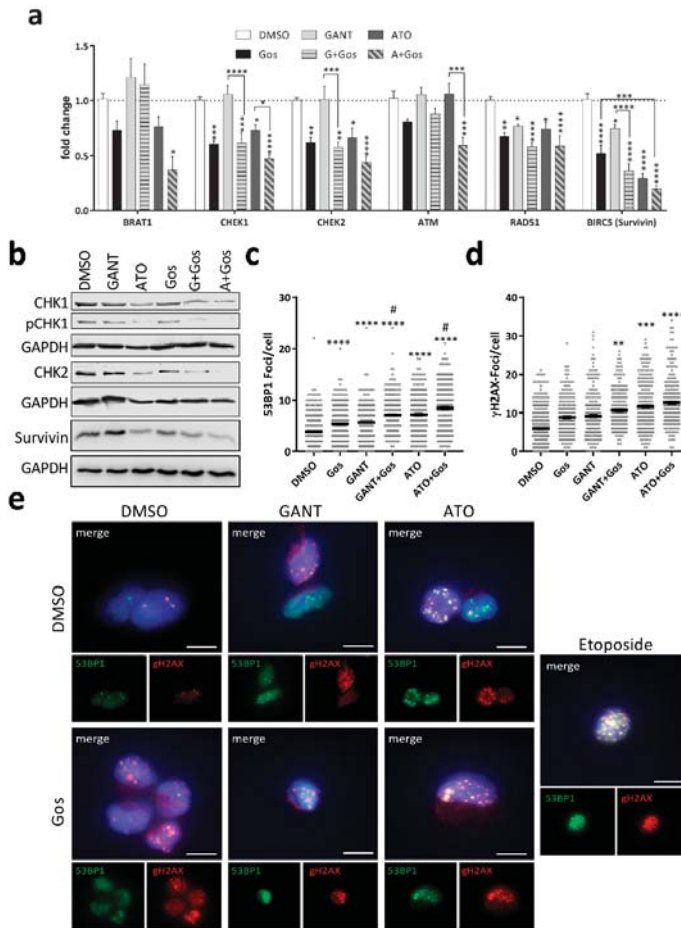 a
DMSO GANT ATO
Gos G+Gos A+Gos
fold change
1.5
1.0
0.5
0.0
**** *** *** * *** ****
BRAT1 CHEK1 CHEK2 ATM RAD51 BIRC5 (Survivin)
b
DMSO GANT ATO Gos G+Gos A+Gos
CHK1
pCHK1
GAPDH
CHK2
GAPDH
Survivin
GAPDH
c
53BP1 Foci/cell
30
20
10
0
**** **** # **** **** # ****
DMSO Gos GANT GANT+Gos ATO ATO+Gos
d
γH2AX-Foci/cell
40
30
20
10
0
** *** ****
DMSO Gos GANT GANT+Gos ATO ATO+Gos
e
DMSO GANT ATO
DMSO
merge merge merge
53BP1 gH2AX 53BP1 gH2AX 53BP1 gH2AX
Gos
merge merge merge
53BP1 gH2AX 53BP1 gH2AX 53BP1 gH2AX
Etoposide
merge
53BP1 gH2AX